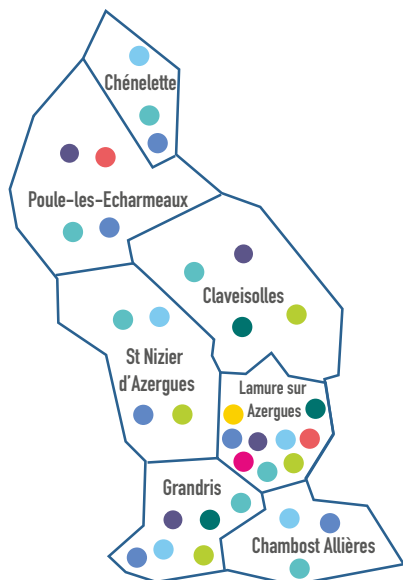 Chénelette
Poule-les-Echarmeaux
Claveisolles
St Nizier
d'Azergues
Lamure sur
Azergues
Grandris
Chambost Allières